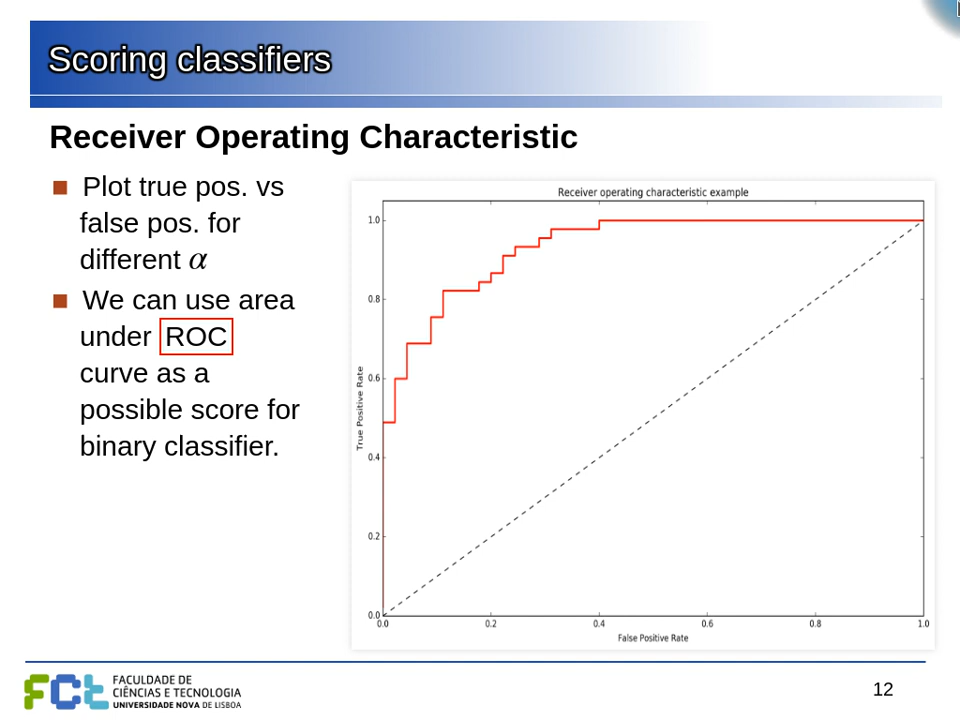 Scoring classifiers
Receiver Operating Characteristic
Plot true pos. vs
false pos. for
different α
We can use area
under ROC
curve as a
possible score for
binary classifier.
Receiver operating characteristic example
True Positive Rate
1.0
0.8
0.6
0.4
0.2
0.0
0.0 0.2 0.4 0.6 0.8 1.0
False Positive Rate
FCt
FACULDADE DE
CIÊNCIAS E TECNOLOGIA
UNIVERSIDADE NOVA DE LISBOA
12